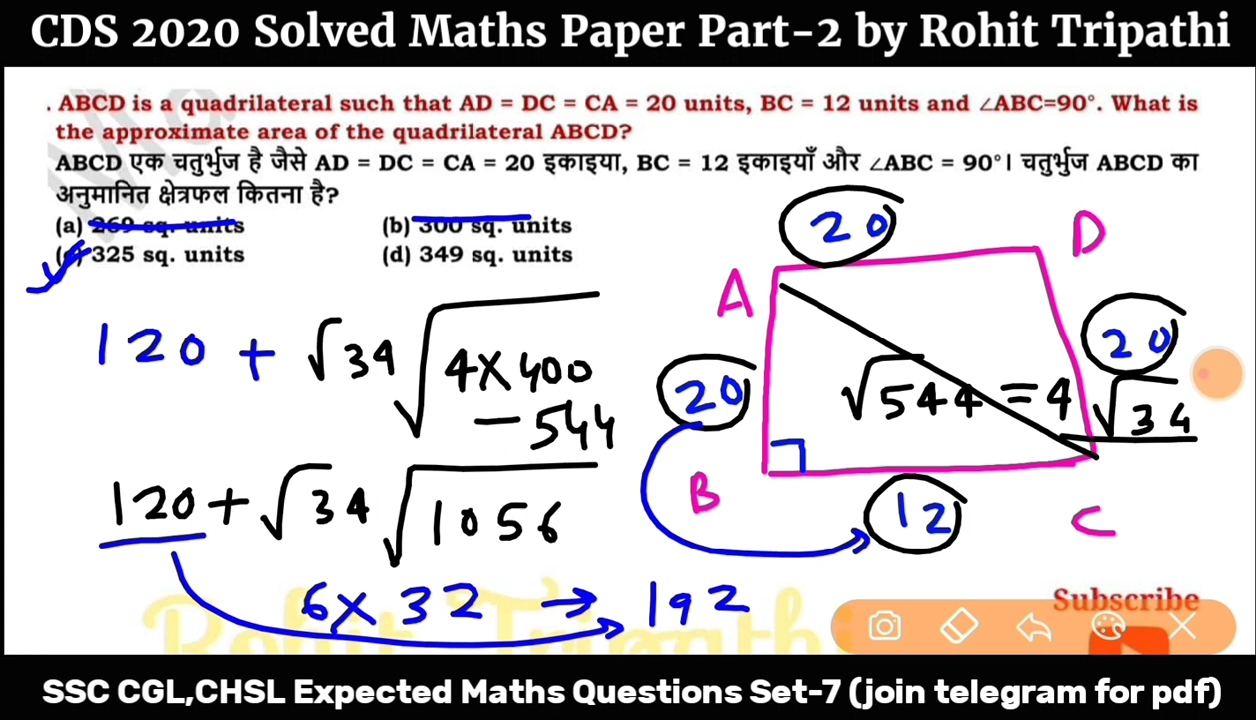 CDS 2020 Solved Maths Paper Part-2 by Rohit Tripathi
. ABCD is a quadrilateral such that AD = DC = CA = 20 units, BC = 12 units and ∠ABC=90°. What is
the approximate area of the quadrilateral ABCD?
ABCD एक चतुर्भुज है जैसे AD = DC = CA = 20 इकाइया, BC = 12 इकाइयाँ और ∠ABC = 90°। चतुर्भुज ABCD का
अनुमानित क्षेत्रफल कितना है?
(a) 269 sq. units (b) 300 sq. units
(c) 325 sq. units (d) 349 sq. units
20
D
A
120 + √34 √4×400
- 544
20
20
√544 = 4√34
B
12
C
120 + √34 √1056
6 × 32 → 192
Rohit Tripathi
Subscribe
SSC CGL,CHSL Expected Maths Questions Set-7 (join telegram for pdf)